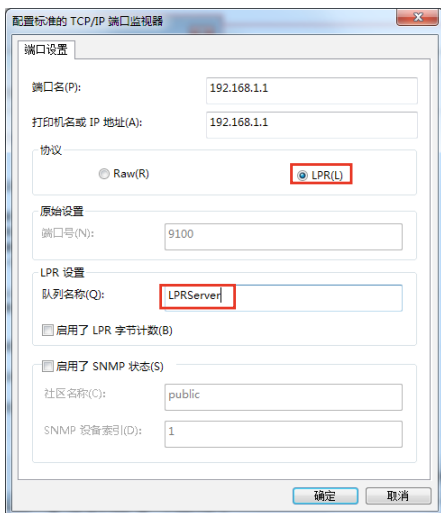 配置标准的 TCP/IP 端口监视器
端口设置
端口名(P): 192.168.1.1
打印机名或 IP 地址(A): 192.168.1.1
协议
Raw(R) LPR(L)
原始设置
端口号(N): 9100
LPR 设置
队列名称(Q): LPRServer
启用了 LPR 字节计数(B)
启用了 SNMP 状态(S)
社区名称(C): public
SNMP 设备索引(D): 1
确定 取消